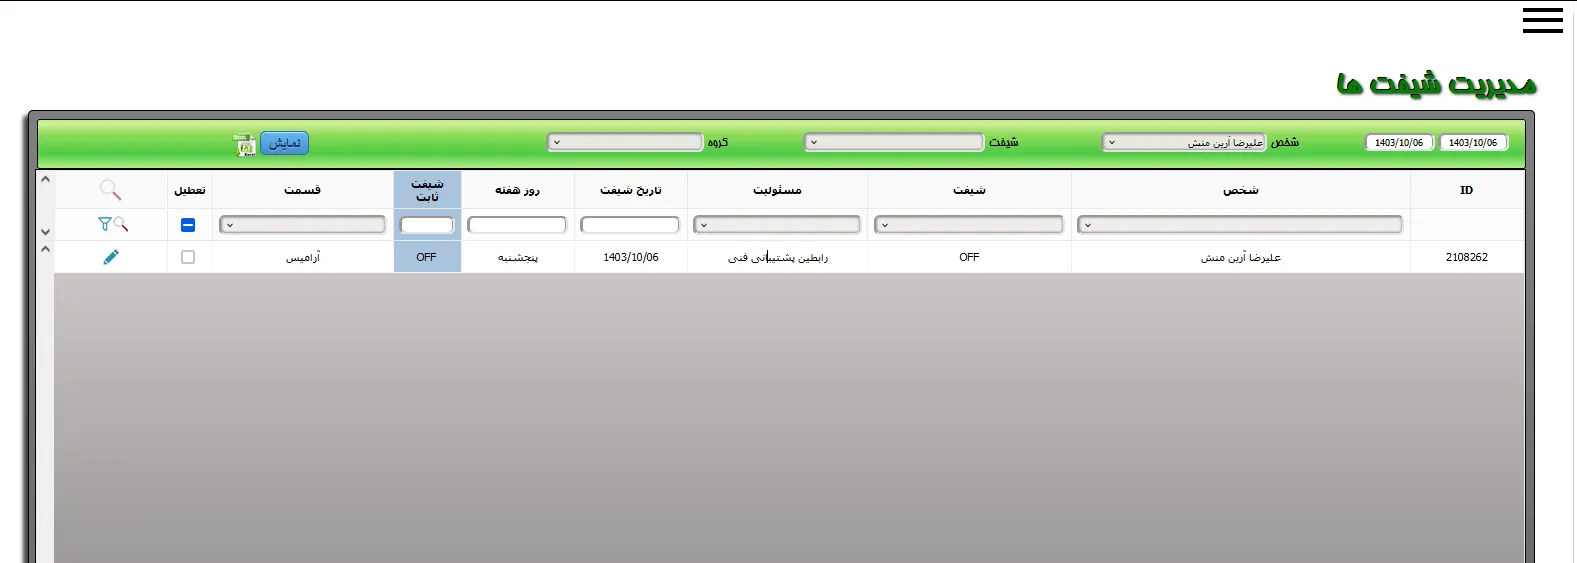 مدیریت شیفت ها
1403/10/06 1403/10/06 شخص علیرضا آرین منش شیفت گروه نمایش
ID شخص شیفت مسئولیت تاریخ شیفت روز هفته شیفت ثابت قسمت تعطیل
2108262 علیرضا آرین منش OFF رابطین پشتیبانی فنی 1403/10/06 پنجشنبه OFF آرامیس